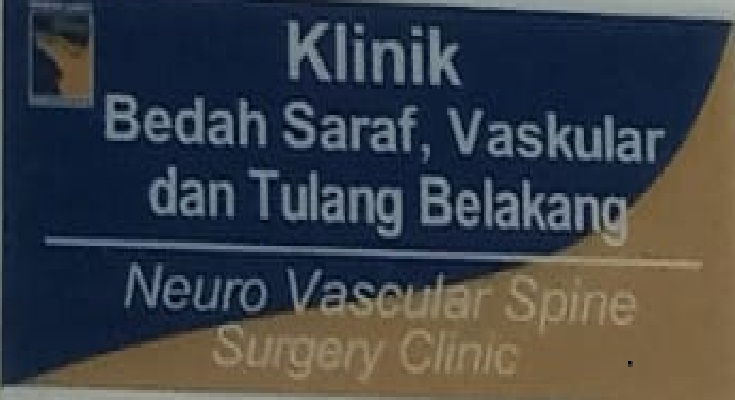 Klinik
Bedah Saraf, Vaskular
dan Tulang Belakang
Neuro Vascular Spine
Surgery Clinic